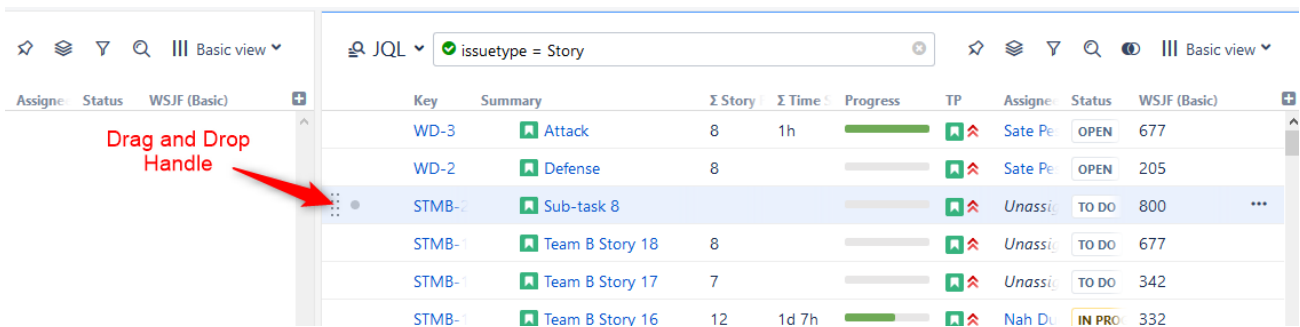 Basic view
JQL issuetype = Story Basic view
Assigne Status WSJF (Basic)
Key Summary Σ Story Σ Time S Progress TP Assignee Status WSJF (Basic)
Drag and Drop
Handle
WD-3 Attack 8 1h Sate Pe OPEN 677
WD-2 Defense 8 Sate Pe OPEN 205
STMB-2 Sub-task 8 Unassig TO DO 800
STMB-1 Team B Story 18 8 Unassig TO DO 677
STMB-1 Team B Story 17 7 Unassig TO DO 342
STMB-1 Team B Story 16 12 1d 7h Nah Du IN PRO 332